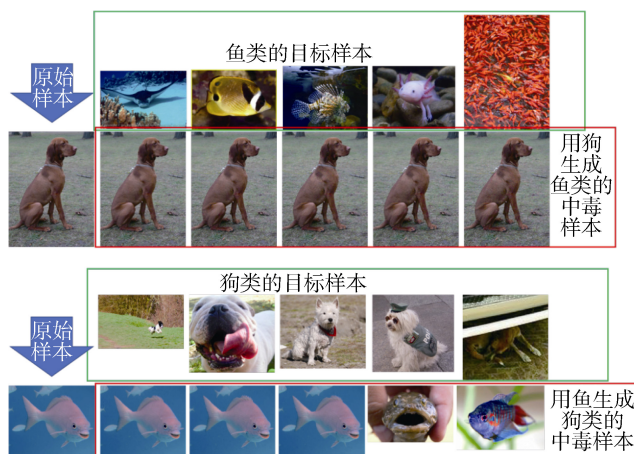 鱼类的目标样本
原始
样本
用狗
生成
鱼类的
中毒
样本
狗类的目标样本
原始
样本
用鱼生成
狗类的
中毒样本